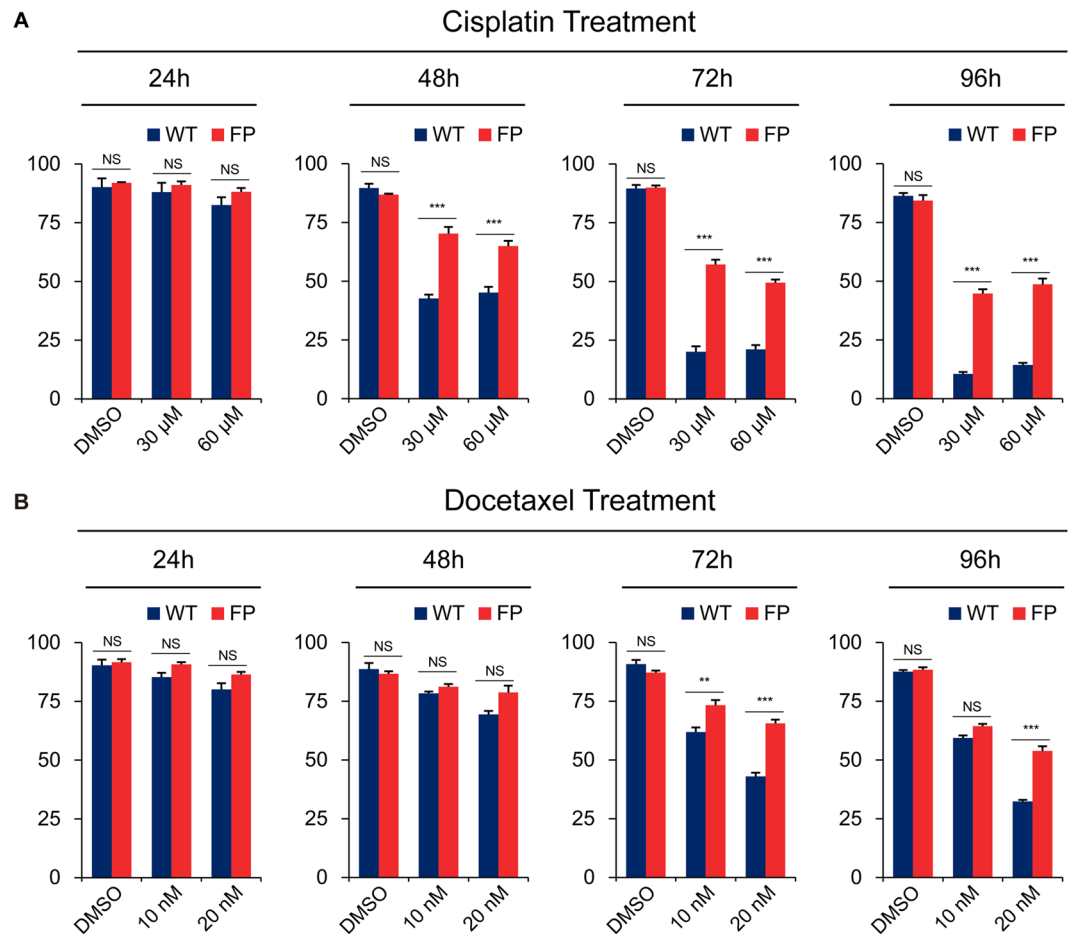 A
Cisplatin Treatment
24h 48h 72h 96h
WT FP WT FP WT FP WT FP
100 NS NS NS 100 NS 100 NS 100 NS
75 *** *** 75 *** *** 75 75
50 50 50 50 *** ***
25 25 25 25
0 0 0 0
DMSO 30 µM 60 µM DMSO 30 µM 60 µM DMSO 30 µM 60 µM DMSO 30 µM 60 µM
B
Docetaxel Treatment
24h 48h 72h 96h
WT FP WT FP WT FP WT FP
100 NS NS NS 100 NS NS NS 100 NS 100 NS
75 75 75 ** *** 75 NS ***
50 50 50 50
25 25 25 25
0 0 0 0
DMSO 10 nM 20 nM DMSO 10 nM 20 nM DMSO 10 nM 20 nM DMSO 10 nM 20 nM